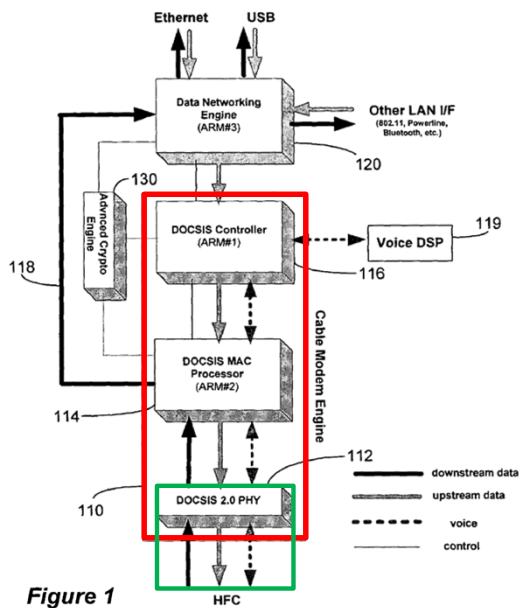 Ethernet USB
Data Networking
Engine
(ARM#3)
Other LAN I/F
(802.11, Powerline,
Bluetooth, etc.)
120
130
Advnced Crypto
Engine
DOCSIS Controller
(ARM#1)
Voice DSP
119
118
116
DOCSIS MAC
Processor
(ARM#2)
114
Cable Modem Engine
112
DOCSIS 2.0 PHY
110
downstream data
upstream data
voice
control
Figure 1
HFC